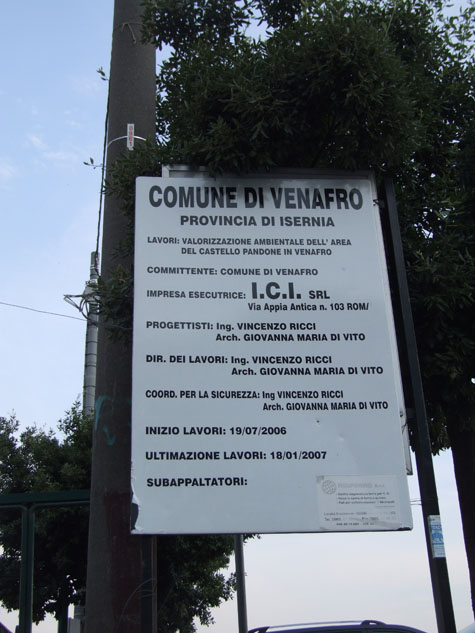 COMUNE DI VENAFRO
PROVINCIA DI ISERNIA
LAVORI: VALORIZZAZIONE AMBIENTALE DELL' AREA
DEL CASTELLO PANDONE IN VENAFRO
COMMITTENTE: COMUNE DI VENAFRO
IMPRESA ESECUTRICE: I.C.I. SRL
Via Appia Antica n. 103 ROM/
PROGETTISTI: Ing. VINCENZO RICCI
Arch. GIOVANNA MARIA DI VITO
DIR. DEI LAVORI: Ing. VINCENZO RICCI
Arch. GIOVANNA MARIA DI VITO
COORD. PER LA SICUREZZA: Ing VINCENZO RICCI
Arch. GIOVANNA MARIA DI VITO
INIZIO LAVORI: 19/07/2006
ULTIMAZIONE LAVORI: 18/01/2007
SUBAPPALTATORI: